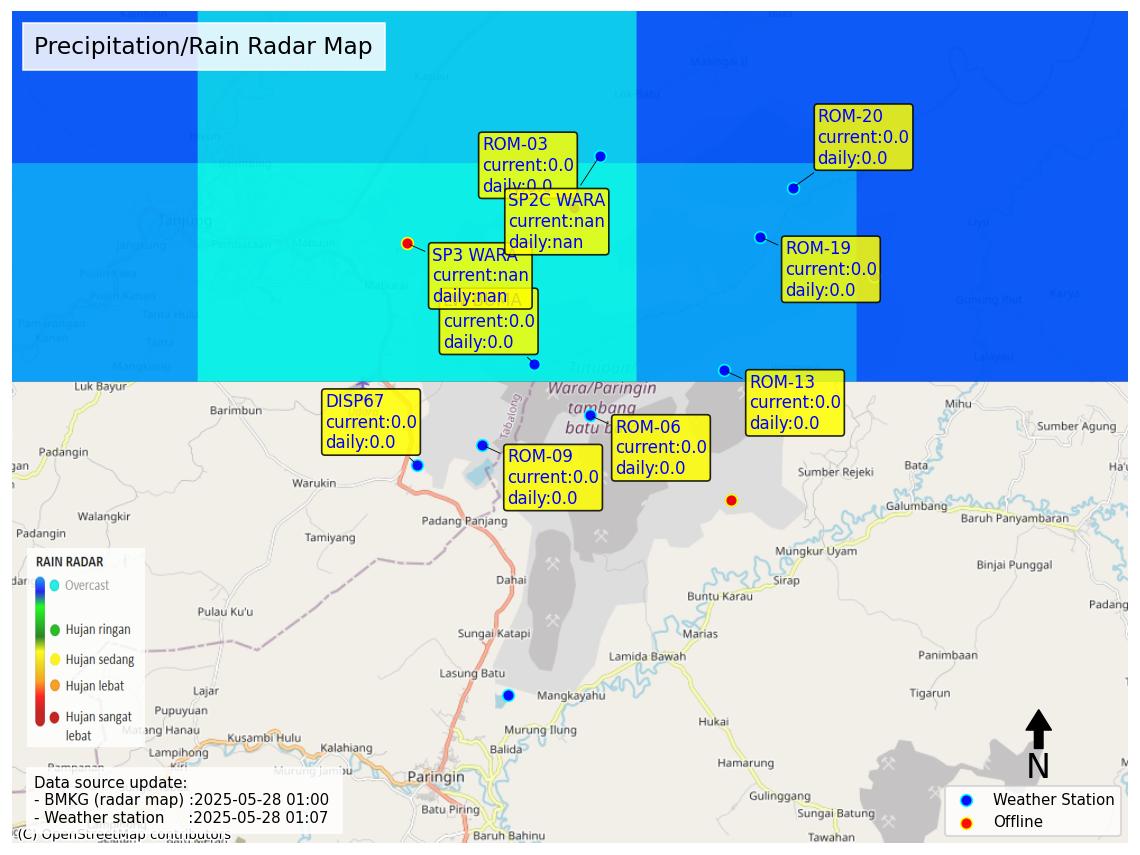 Precipitation/Rain Radar Map
ROM-20
current:0.0
daily:0.0
ROM-03
current:0.0
daily:0.0
SP2C WARA
current:nan
daily:nan
ROM-19
current:0.0
daily:0.0
SP3 WARA
current:nan
daily:nan
current:0.0
daily:0.0
ROM-13
current:0.0
daily:0.0
DISP67
current:0.0
daily:0.0
ROM-06
current:0.0
daily:0.0
ROM-09
current:0.0
daily:0.0
Tanjung
Maburai
Tutupan
Wara/Paringin
tambang
batu
Tabalong
Luk Bayur
Barimbun
Mihu
Sumber Agung
Padangin
Warukin
Sumber Rejeki
Bata
Walangkir
Padangin
Tamiyang
Padang Panjang
Galumbang
Baruh Panyambaran
Mungkur Uyam
Binjai Punggal
Dahai
Sirap
Buntu Karau
Pulau Ku'u
Sungai Katapi
Marias
Lamida Bawah
Panimbaan
Lasung Batu
Lajar
Mangkayahu
Tigarun
Pupuyuan
Matang Hanau
Hukai
Murung Ilung
Kusambi Hulu
Lampihong
Kalahiang
Balida
Hamarung
Murung Jambu
Paringin
Gulinggang
Batu Piring
Sungai Batung
Baruh Bahinu
Tawahan
RAIN RADAR
Overcast
Hujan ringan
Hujan sedang
Hujan lebat
Hujan sangat
lebat
Data source update:
- BMKG (radar map) :2025-05-28 01:00
- Weather station :2025-05-28 01:07
(C) OpenStreetMap contributors
N
Weather Station
Offline